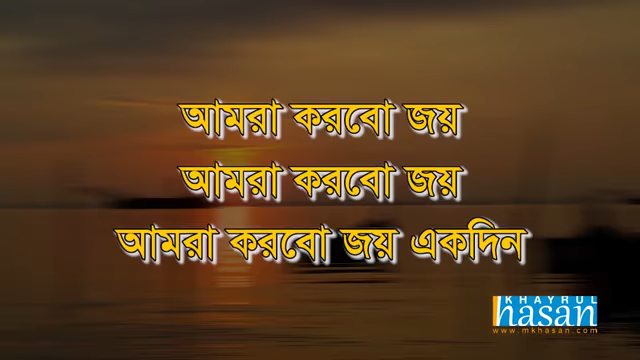 আমরা করবো জয়
আমরা করবো জয়
আমরা করবো জয় একদিন
KHAYRUL
hasan
www.mkhasan.com